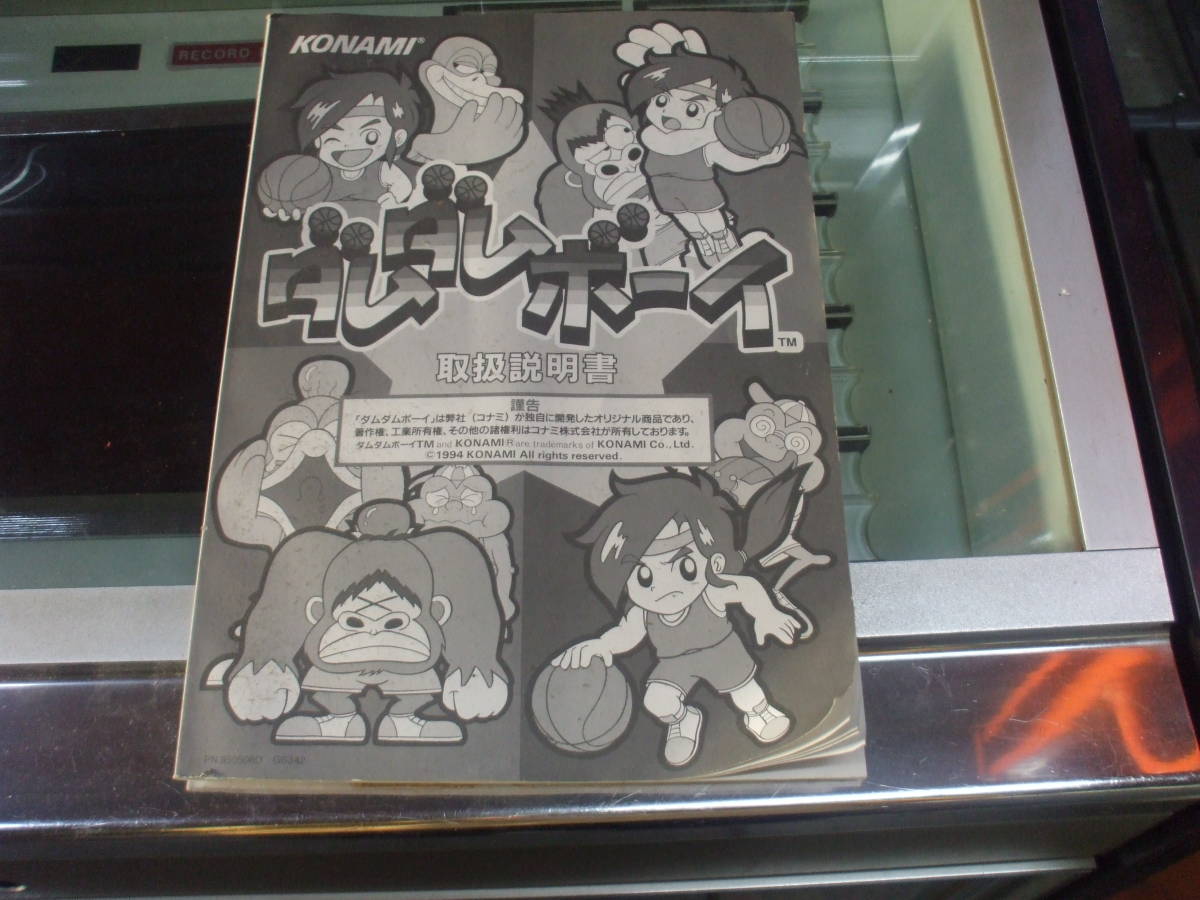 RECORD
KONAMI®
ダムダムボーイ
TM
取扱説明書
謹告
「ダムダムボーイ」は弊社（コナミ）が独自に開発したオリジナル商品であり、
著作権、工業所有権、その他の諸権利はコナミ株式会社が所有しております。
ダムダムボーイTM and KONAMI®are trademarks of KONAMI Co., Ltd.
©1994 KONAMI All rights reserved.
GS342